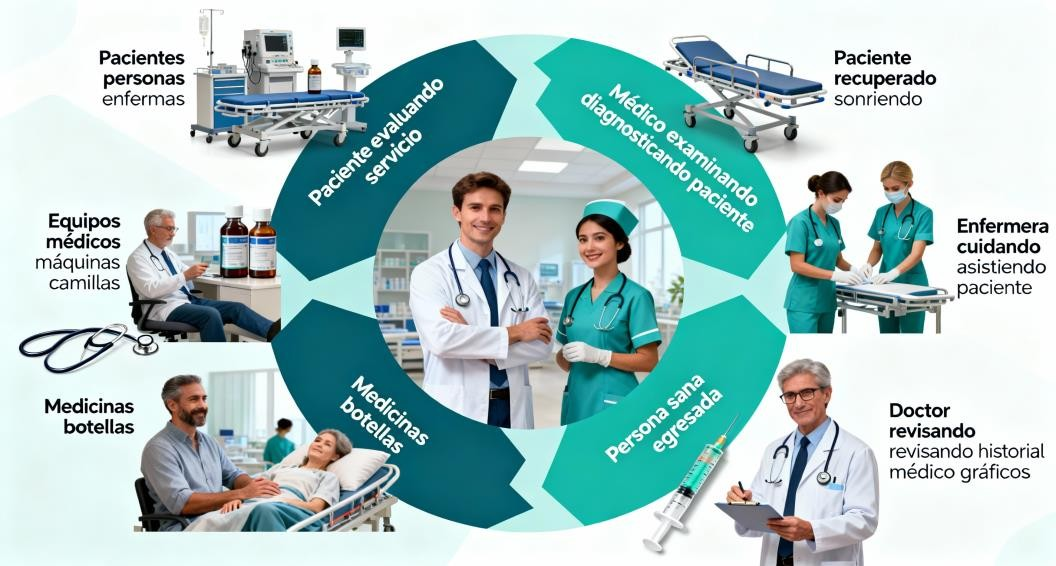 Pacientes
personas
enfermas
Paciente evaluando
servicio
Médico examinando
diagnosticando paciente
Paciente
recuperado
sonriendo
Equipos
médicos
máquinas
camillas
Enfermera
cuidando
asistiendo
paciente
Medicinas
botellas
Medicinas
botellas
Persona sana
egresada
Doctor
revisando
revisando historial
médico gráficos